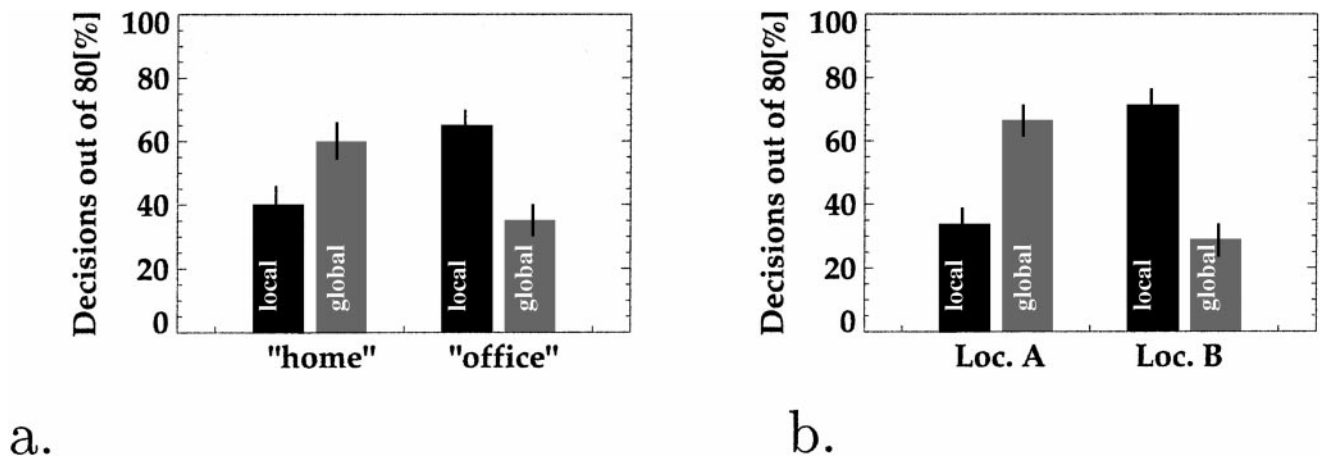 Decisions out of 80[%]
100
80
60
40
20
0
local
global
local
global
"home"
"office"
a.
Decisions out of 80[%]
100
80
60
40
20
0
local
global
local
global
Loc. A
Loc. B
b.